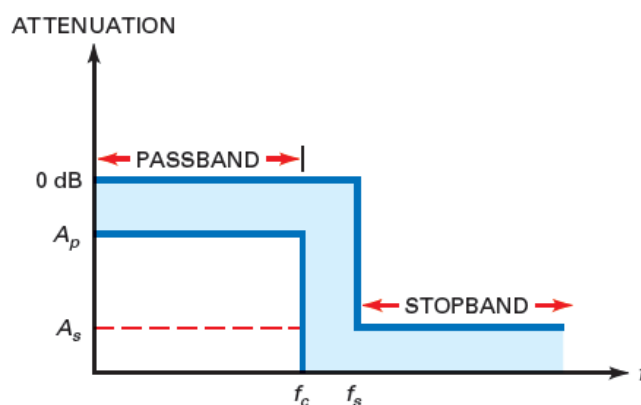 ATTENUATION
PASSBAND
0 dB
Ap
STOPBAND
As
fc
fs
f